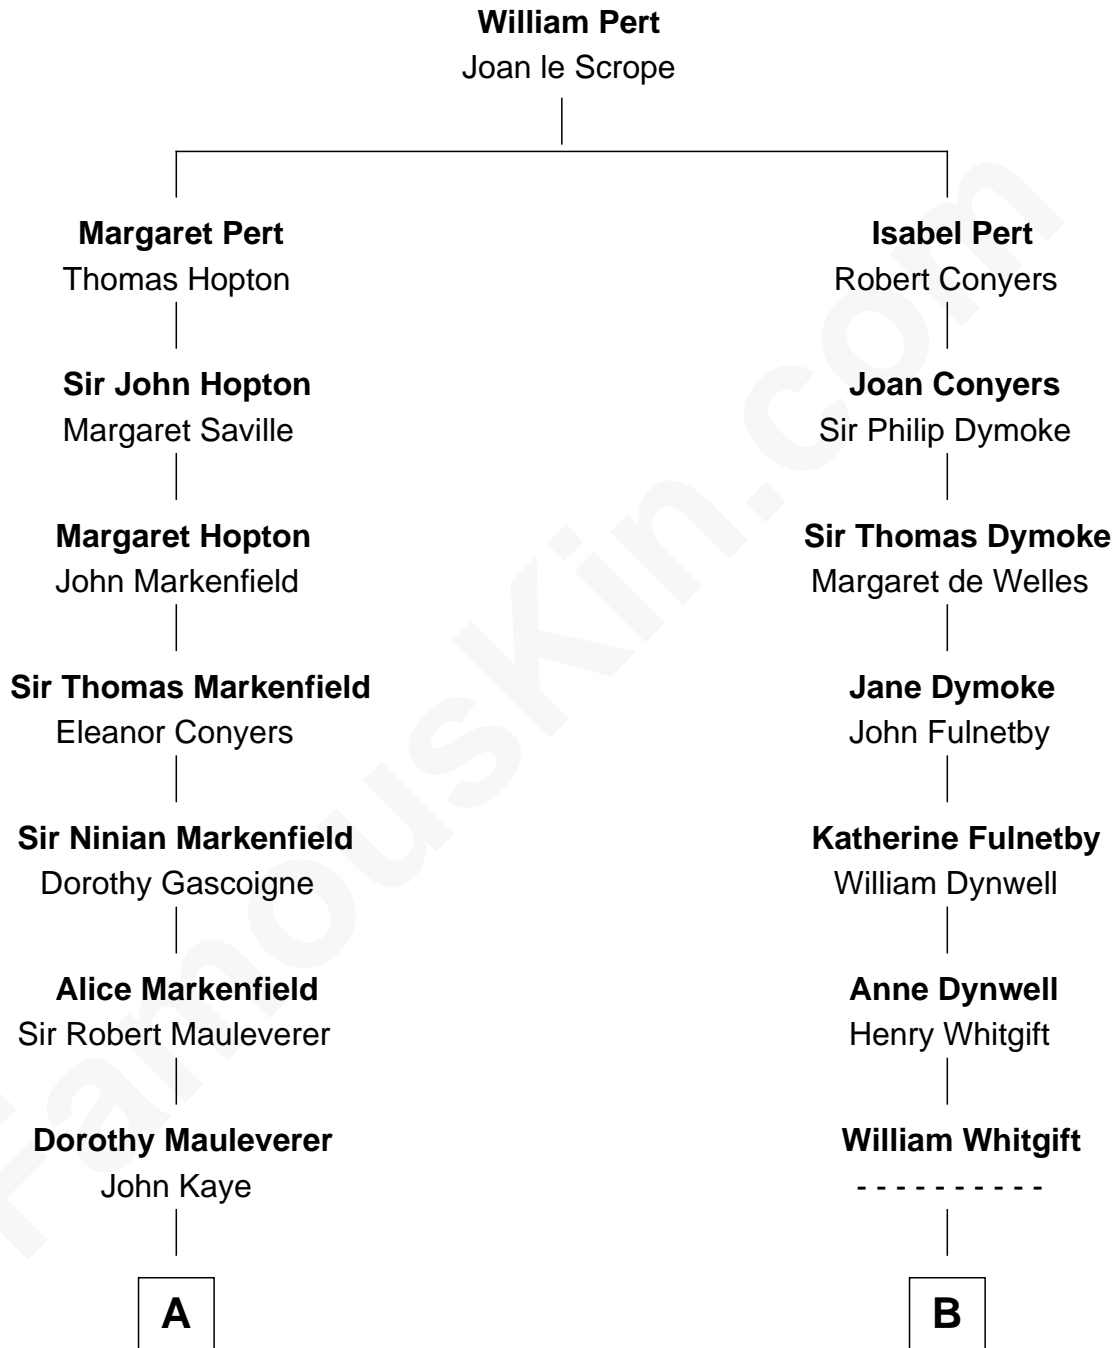 William Pert
Joan le Scrope
Margaret Pert
Thomas Hopton
Isabel Pert
Robert Conyers
Sir John Hopton
Margaret Saville
Joan Conyers
Sir Philip Dymoke
Margaret Hopton
John Markenfield
Sir Thomas Dymoke
Margaret de Welles
Sir Thomas Markenfield
Eleanor Conyers
Jane Dymoke
John Fulnetby
Sir Ninian Markenfield
Dorothy Gascoigne
Katherine Fulnetby
William Dynwell
Alice Markenfield
Sir Robert Mauleverer
Anne Dynwell
Henry Whitgift
Dorothy Mauleverer
John Kaye
William Whitgift
- - - - - - - - - -
A
B
FamousKin.com